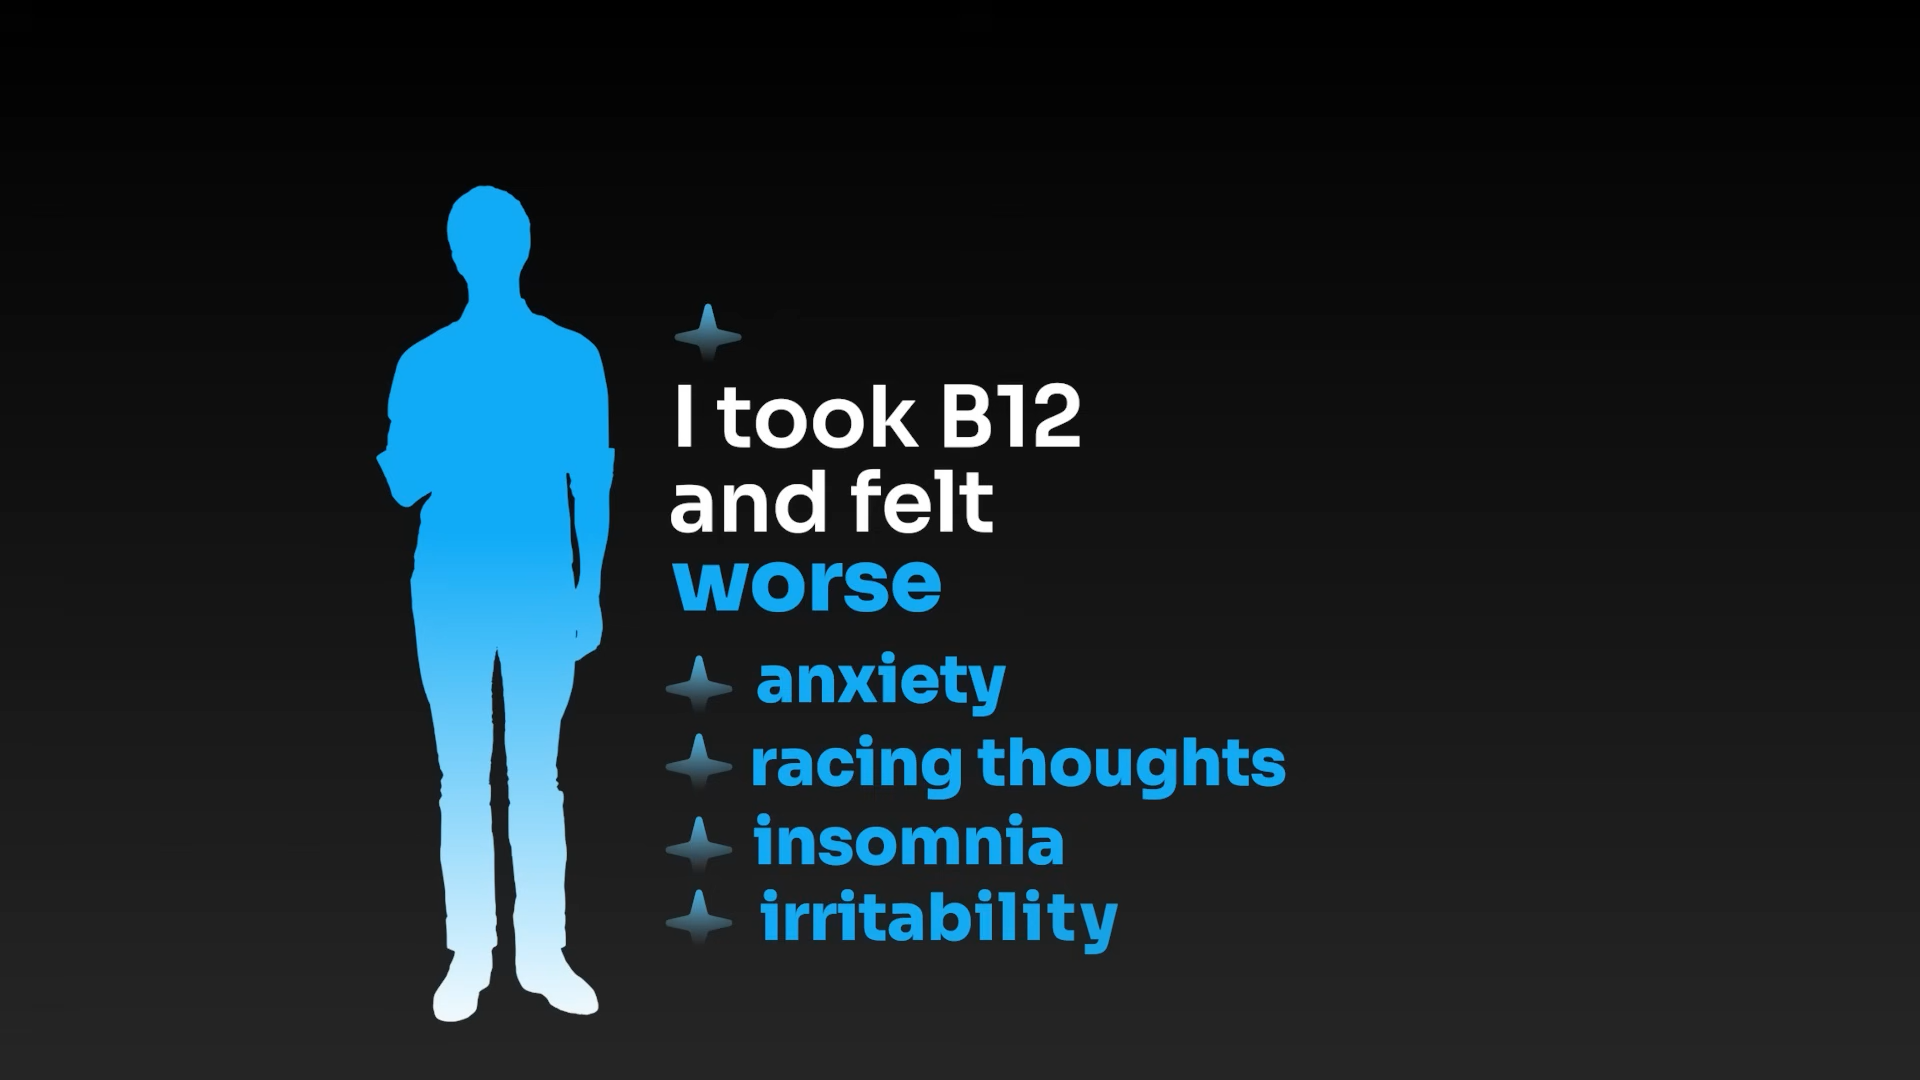 I took B12
and felt
worse
anxiety
racing thoughts
insomnia
irritability